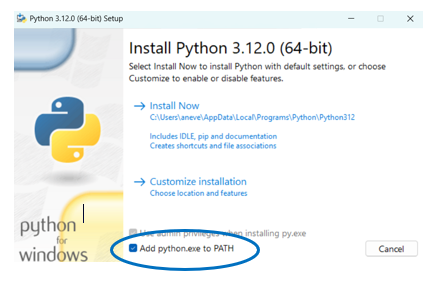 Python 3.12.0 (64-bit) Setup
Install Python 3.12.0 (64-bit)
Select Install Now to install Python with default settings, or choose
Customize to enable or disable features.
Install Now
C:\Users\aneve\AppData\Local\Programs\Python\Python312
Includes IDLE, pip and documentation
Creates shortcuts and file associations
Customize installation
Choose location and features
Use admin privileges when installing py.exe
Add python.exe to PATH
Cancel
python
for
windows